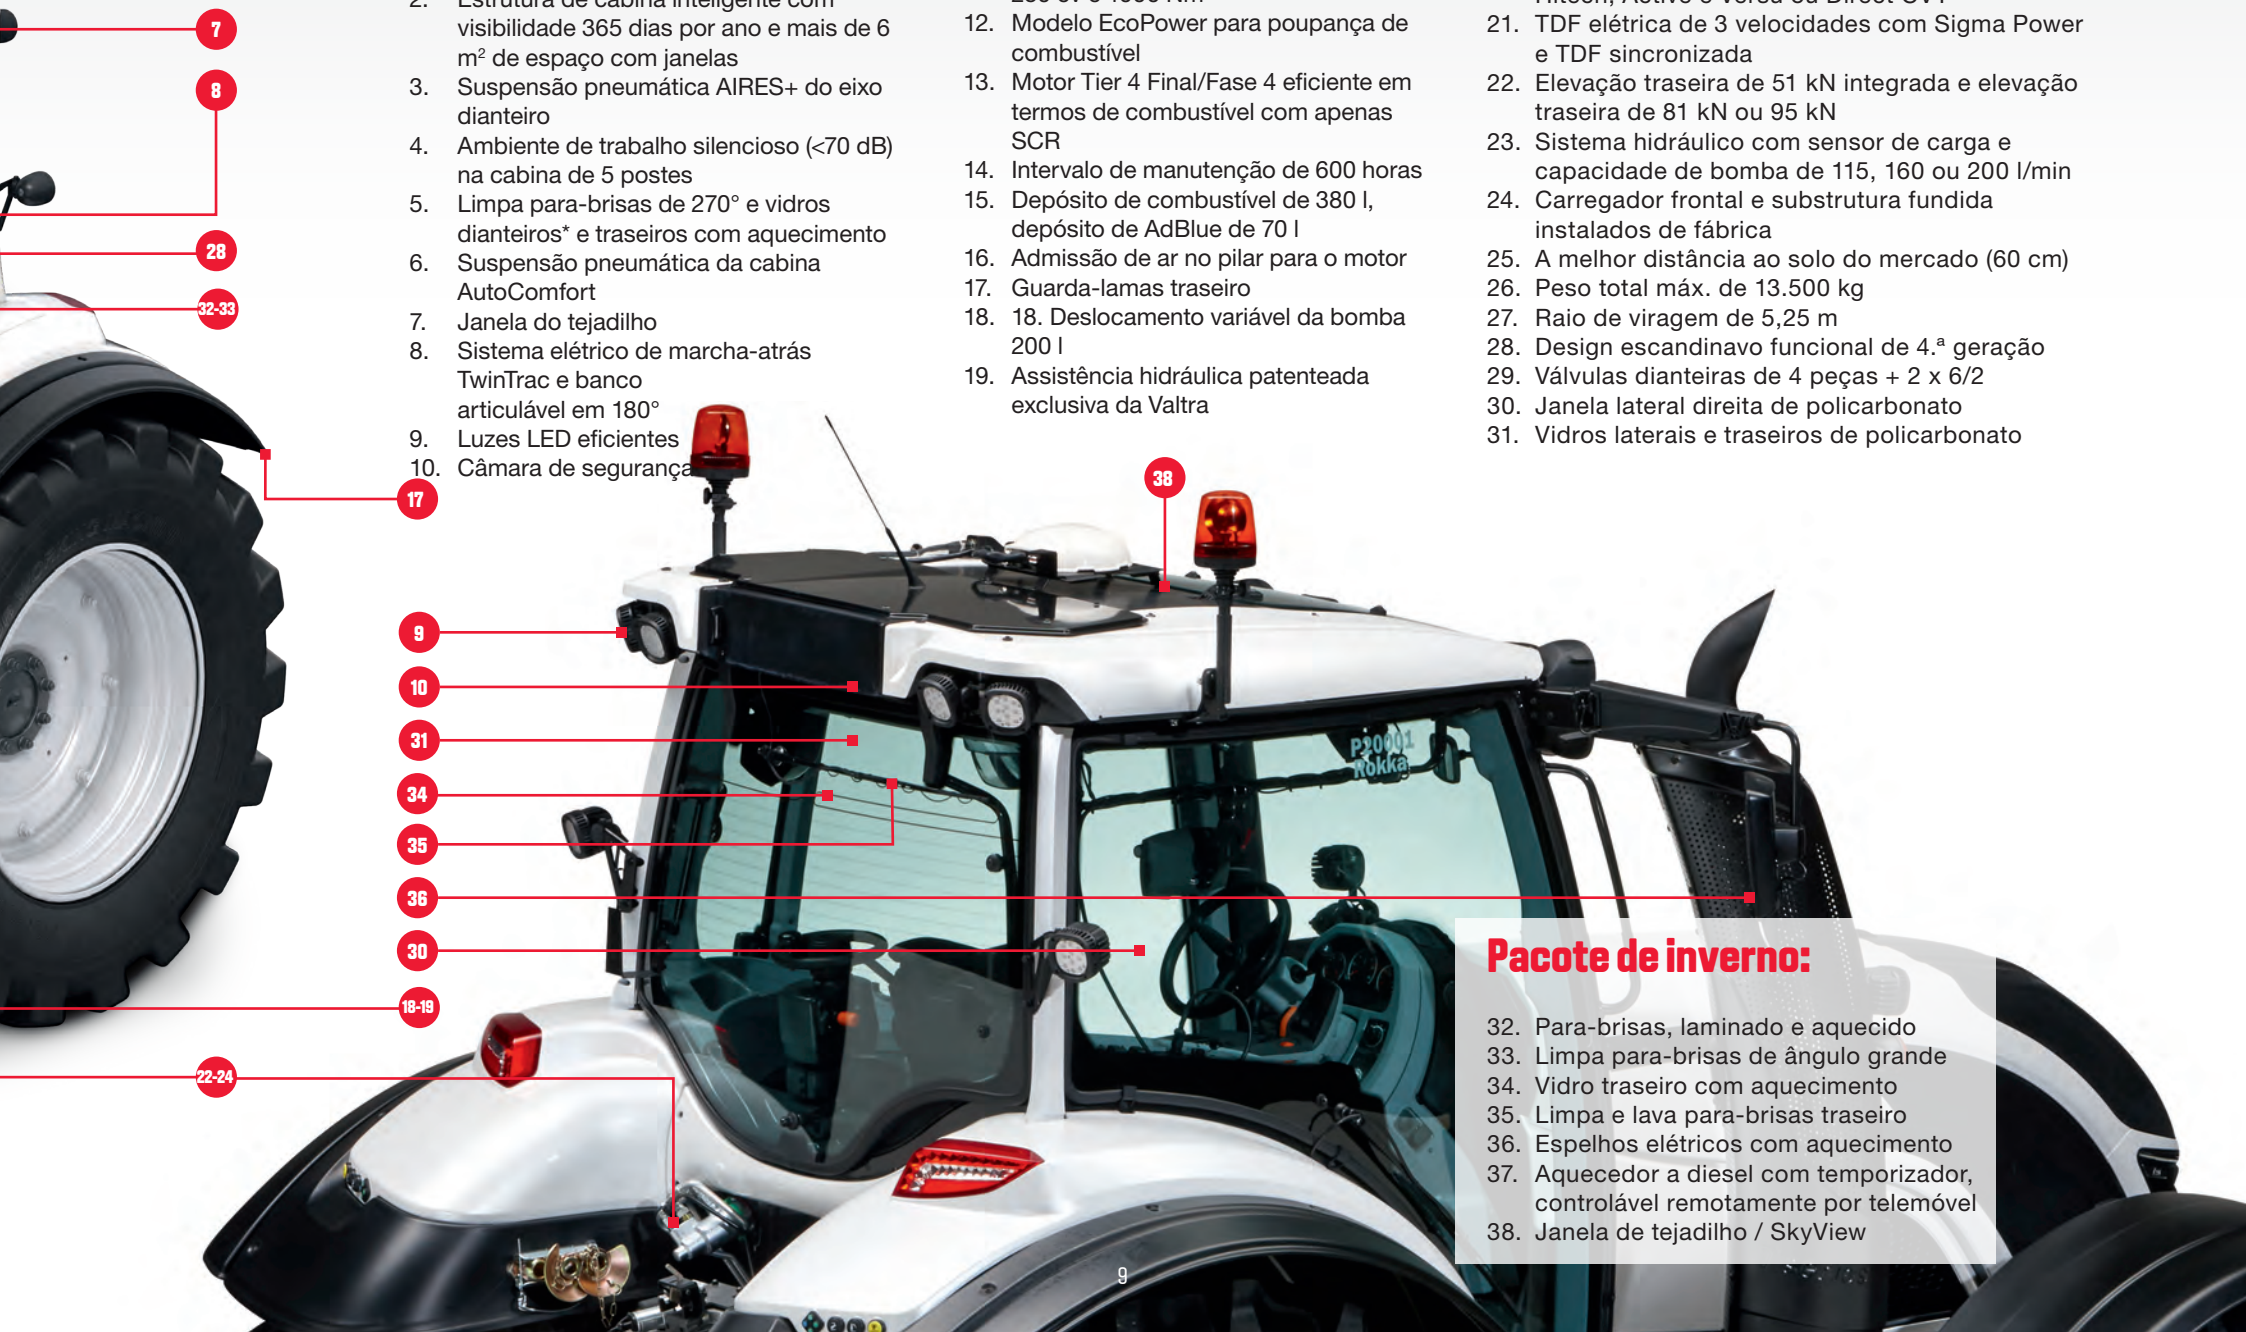 2. Estrutura de cabina inteligente com
visibilidade 365 dias por ano e mais de 6
m² de espaço com janelas
3. Suspensão pneumática AIRES+ do eixo
dianteiro
4. Ambiente de trabalho silencioso (<70 dB)
na cabina de 5 postes
5. Limpa para-brisas de 270° e vidros
dianteiros* e traseiros com aquecimento
6. Suspensão pneumática da cabina
AutoComfort
7. Janela do tejadilho
8. Sistema elétrico de marcha-atrás
TwinTrac e banco
articulável em 180°
9. Luzes LED eficientes
10. Câmara de segurança
12. Modelo EcoPower para poupança de
combustível
13. Motor Tier 4 Final/Fase 4 eficiente em
termos de combustível com apenas
SCR
14. Intervalo de manutenção de 600 horas
15. Depósito de combustível de 380 l,
depósito de AdBlue de 70 l
16. Admissão de ar no pilar para o motor
17. Guarda-lamas traseiro
18. 18. Deslocamento variável da bomba
200 l
19. Assistência hidráulica patenteada
exclusiva da Valtra
21. TDF elétrica de 3 velocidades com Sigma Power
e TDF sincronizada
22. Elevação traseira de 51 kN integrada e elevação
traseira de 81 kN ou 95 kN
23. Sistema hidráulico com sensor de carga e
capacidade de bomba de 115, 160 ou 200 l/min
24. Carregador frontal e substrutura fundida
instalados de fábrica
25. A melhor distância ao solo do mercado (60 cm)
26. Peso total máx. de 13.500 kg
27. Raio de viragem de 5,25 m
28. Design escandinavo funcional de 4.ª geração
29. Válvulas dianteiras de 4 peças + 2 x 6/2
30. Janela lateral direita de policarbonato
31. Vidros laterais e traseiros de policarbonato
7
8
28
32-33
17
38
9
10
31
34
35
36
30
18-19
22-24
P20001
Rokka
Pacote de inverno:
32. Para-brisas, laminado e aquecido
33. Limpa para-brisas de ângulo grande
34. Vidro traseiro com aquecimento
35. Limpa e lava para-brisas traseiro
36. Espelhos elétricos com aquecimento
37. Aquecedor a diesel com temporizador,
controlável remotamente por telemóvel
38. Janela de tejadilho / SkyView
9